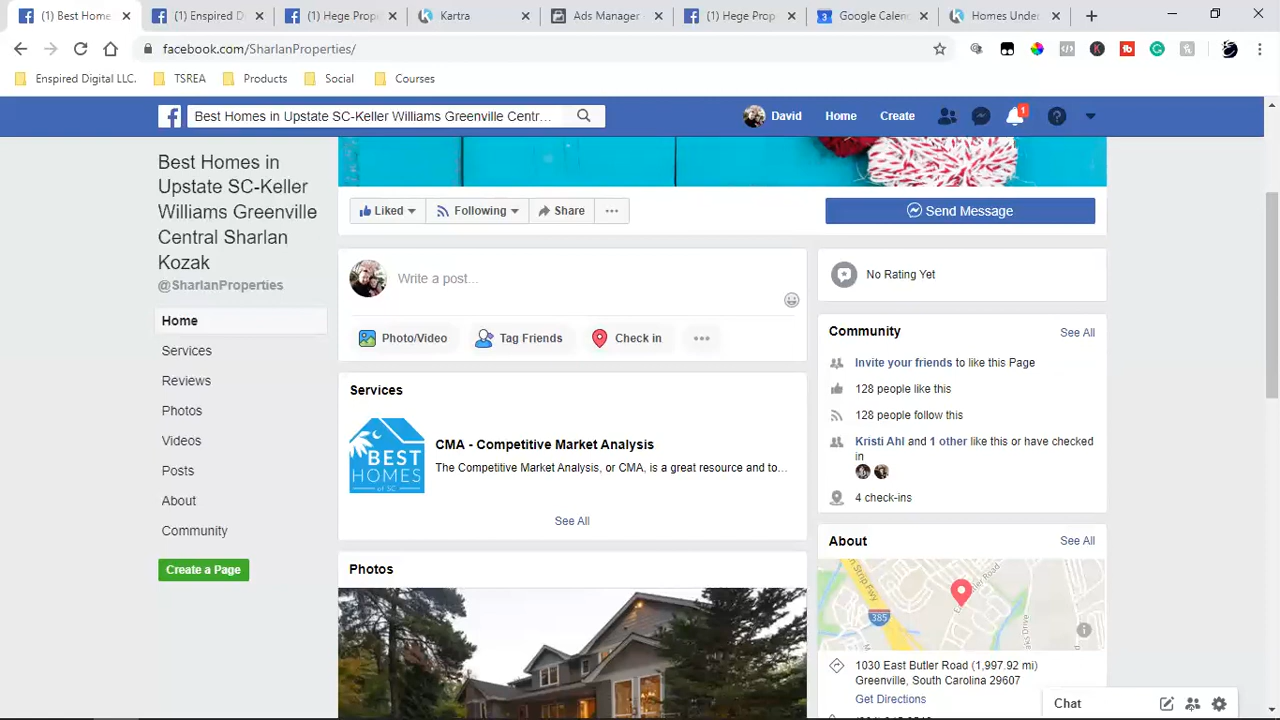 (1) Best Home
(1) Enspired D
(1) Hege Prop
Kartra
Ads Manager
(1) Hege Prop
Google Calen
Homes Under
facebook.com/SharlanProperties/
Enspired Digital LLC.
TSREA
Products
Social
Courses
Best Homes in Upstate SC-Keller Williams Greenville Centr...
David
Home
Create
1
Best Homes in
Upstate SC-Keller
Williams Greenville
Central Sharlan
Kozak
@SharlanProperties
Home
Services
Reviews
Photos
Videos
Posts
About
Community
Create a Page
Liked
Following
Share
Send Message
Write a post...
Photo/Video
Tag Friends
Check in
Services
BEST
HOMES
of SC
CMA - Competitive Market Analysis
The Competitive Market Analysis, or CMA, is a great resource and to...
See All
Photos
No Rating Yet
Community
See All
Invite your friends to like this Page
128 people like this
128 people follow this
Kristi Ahl and 1 other like this or have checked
in
4 check-ins
About
See All
385
1030 East Butler Road (1,997.92 mi)
Greenville, South Carolina 29607
Get Directions
Chat